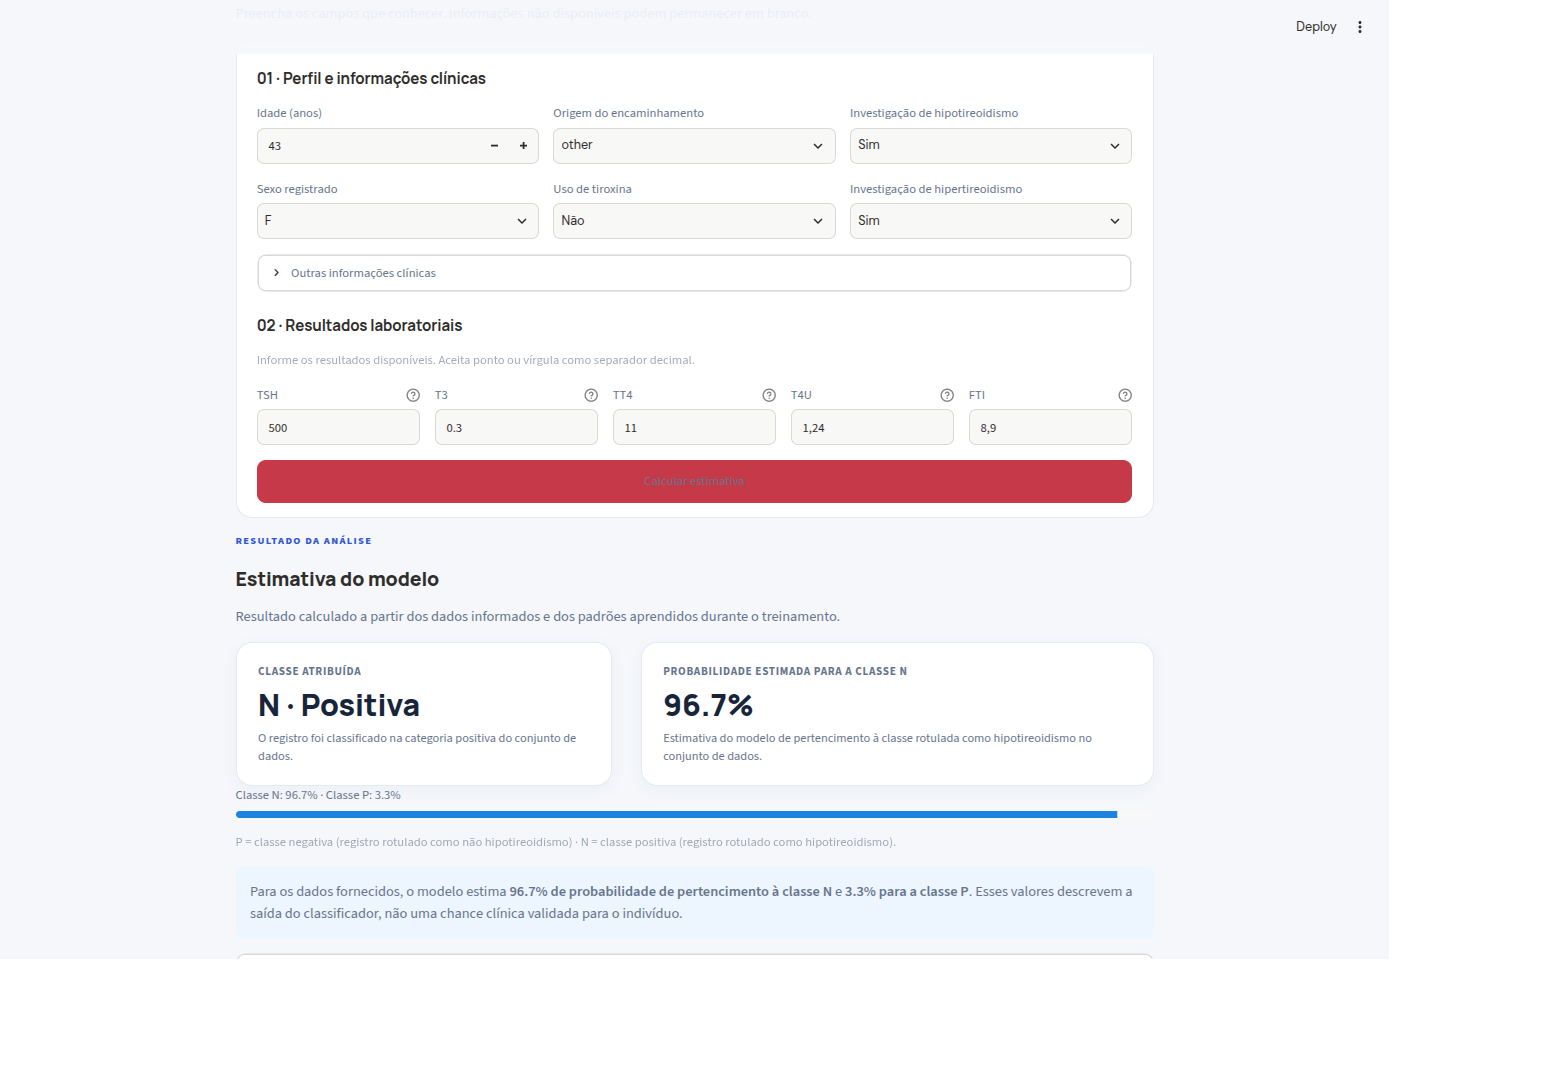 Preencha os campos que conhecer. Informações não disponíveis podem permanecer em branco.
Deploy
01 · Perfil e informações clínicas
Idade (anos)
Origem do encaminhamento
Investigação de hipotireoidismo
43
other
Sim
Sexo registrado
Uso de tiroxina
Investigação de hipertireoidismo
F
Não
Sim
Outras informações clínicas
02 · Resultados laboratoriais
Informe os resultados disponíveis. Aceita ponto ou vírgula como separador decimal.
TSH
T3
TT4
T4U
FTI
500
0.3
11
1,24
8,9
Calcular estimativa
RESULTADO DA ANÁLISE
Estimativa do modelo
Resultado calculado a partir dos dados informados e dos padrões aprendidos durante o treinamento.
CLASSE ATRIBUÍDA
N · Positiva
O registro foi classificado na categoria positiva do conjunto de
dados.
PROBABILIDADE ESTIMADA PARA A CLASSE N
96.7%
Estimativa do modelo de pertencimento à classe rotulada como hipotireoidismo no
conjunto de dados.
Classe N: 96.7% · Classe P: 3.3%
P = classe negativa (registro rotulado como não hipotireoidismo) · N = classe positiva (registro rotulado como hipotireoidismo).
Para os dados fornecidos, o modelo estima 96.7% de probabilidade de pertencimento à classe N e 3.3% para a classe P. Esses valores descrevem a
saída do classificador, não uma chance clínica validada para o indivíduo.